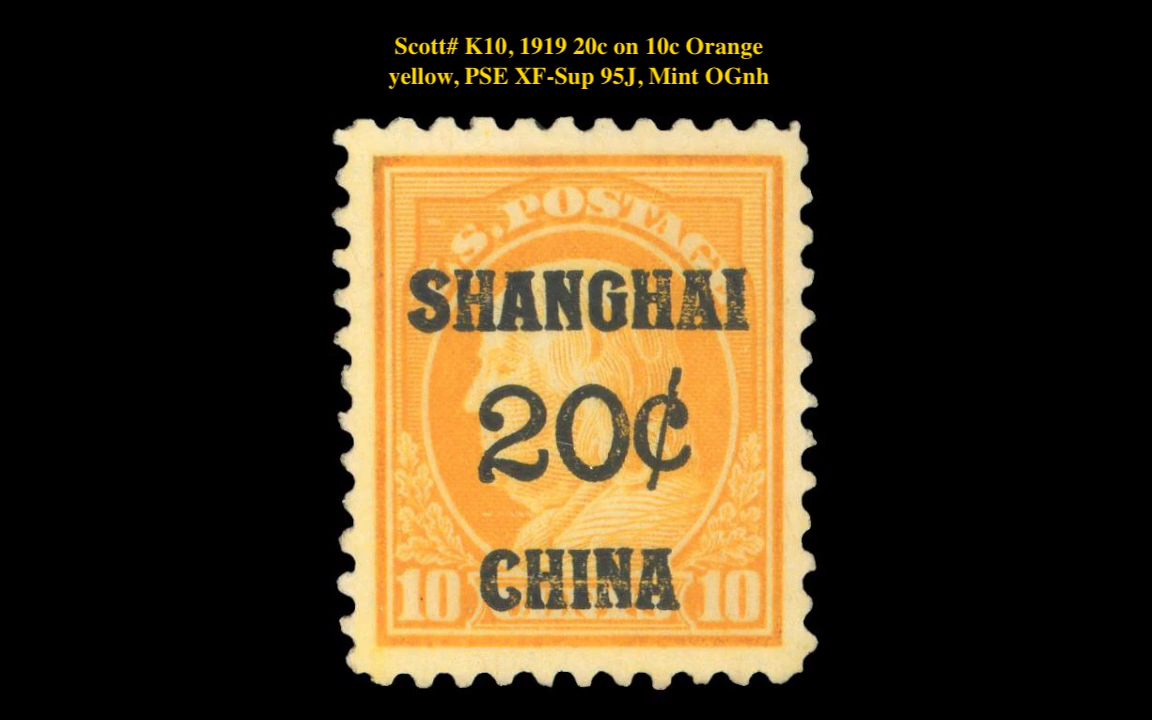 Scott# K10, 1919 20c on 10c Orange
yellow, PSE XF-Sup 95J, Mint OGnh
U.S. POSTAGE
SHANGHAI
20¢
CHINA
10 CENTS 10